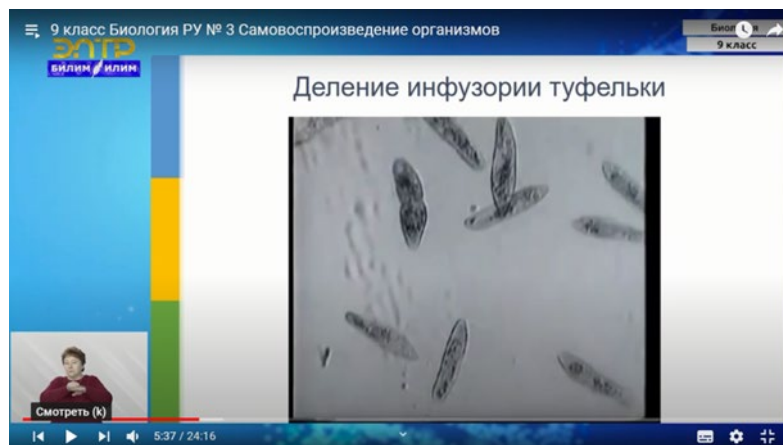 9 класс Биология РУ № 3 Самовоспроизведение организмов
9 класс
ЭЛТР
БИЛИМ ИЛИМ
Деление инфузории туфельки
Смотреть (k)
5:37 / 24:16